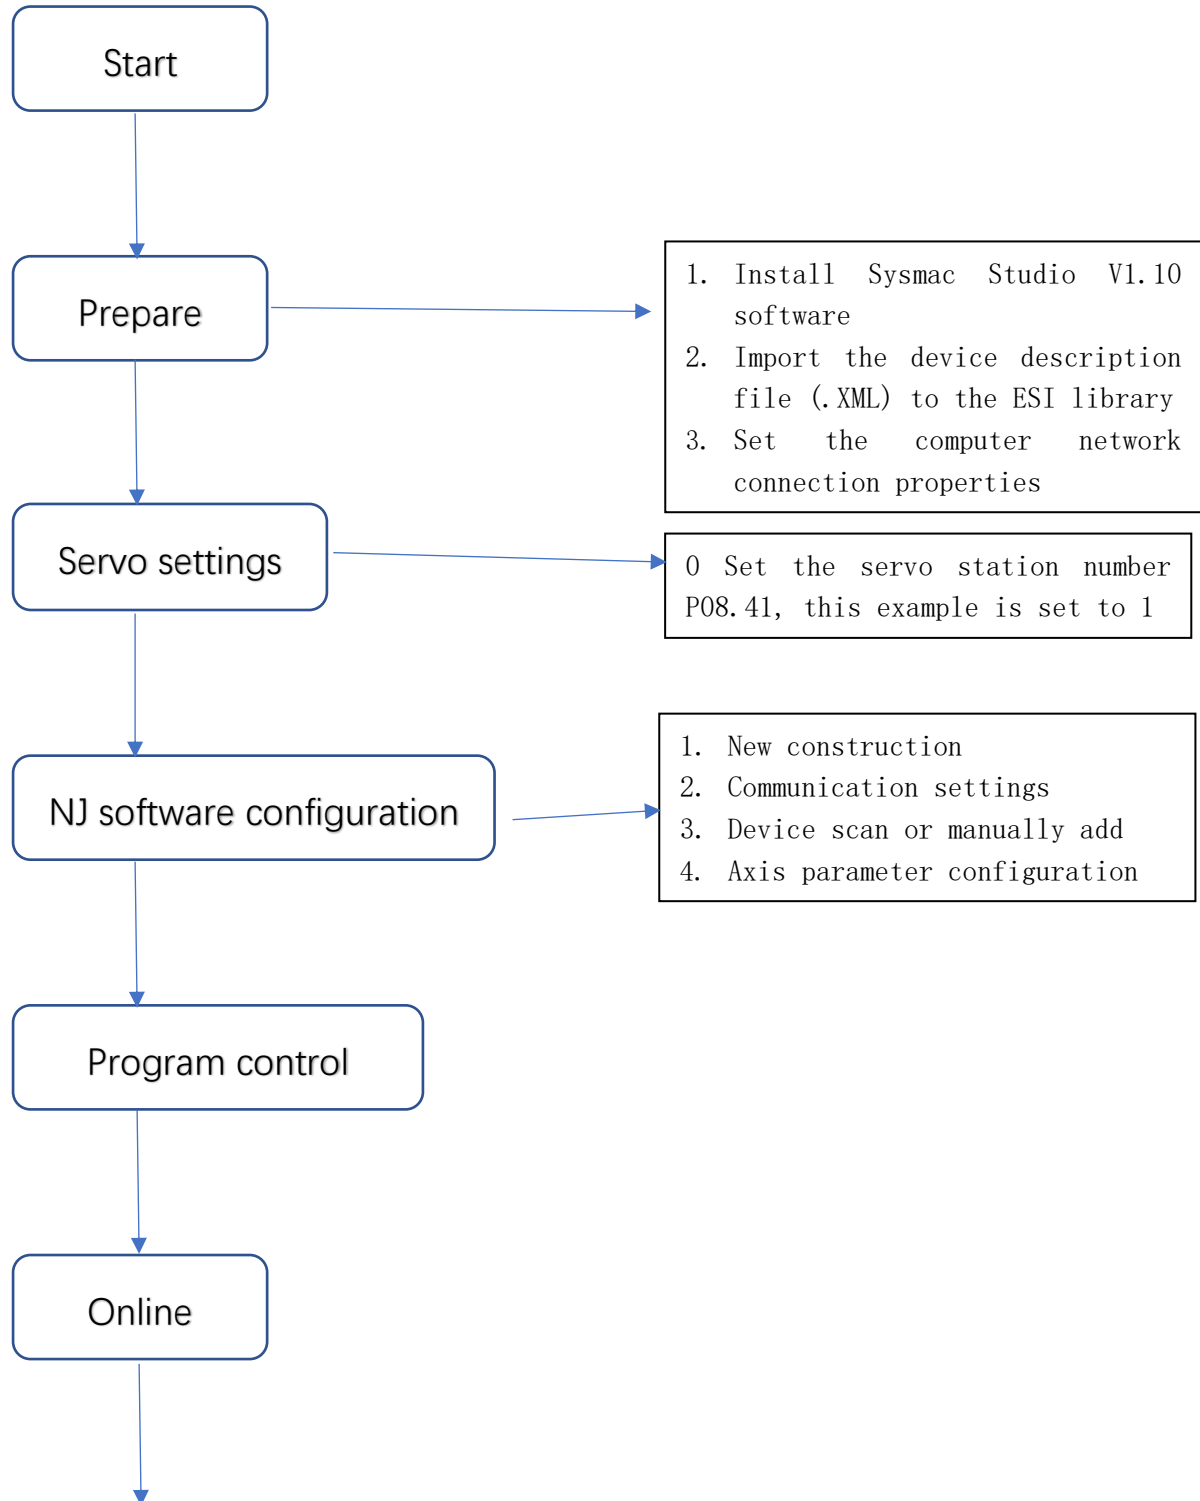 Start
Prepare
1. Install Sysmac Studio V1.10
software
2. Import the device description
file (.XML) to the ESI library
3. Set the computer network
connection properties
Servo settings
0 Set the servo station number
P08.41, this example is set to 1
NJ software configuration
1. New construction
2. Communication settings
3. Device scan or manually add
4. Axis parameter configuration
Program control
Online